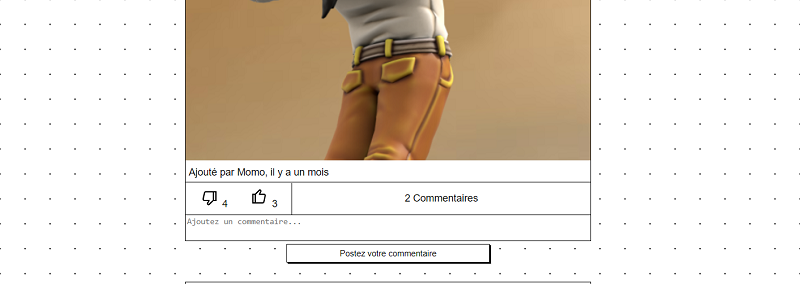 Ajouté par Momo, il y a un mois
4 3 2 Commentaires
Ajoutez un commentaire...
Postez votre commentaire